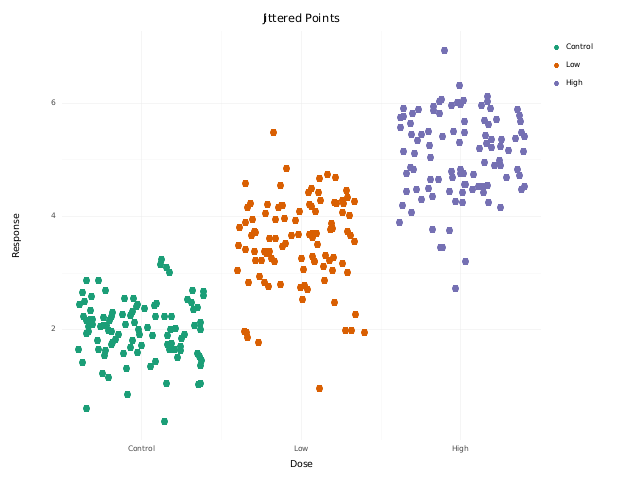 Jittered Points
Control
Low
High
Response
6
4
2
Control
Low
High
Dose